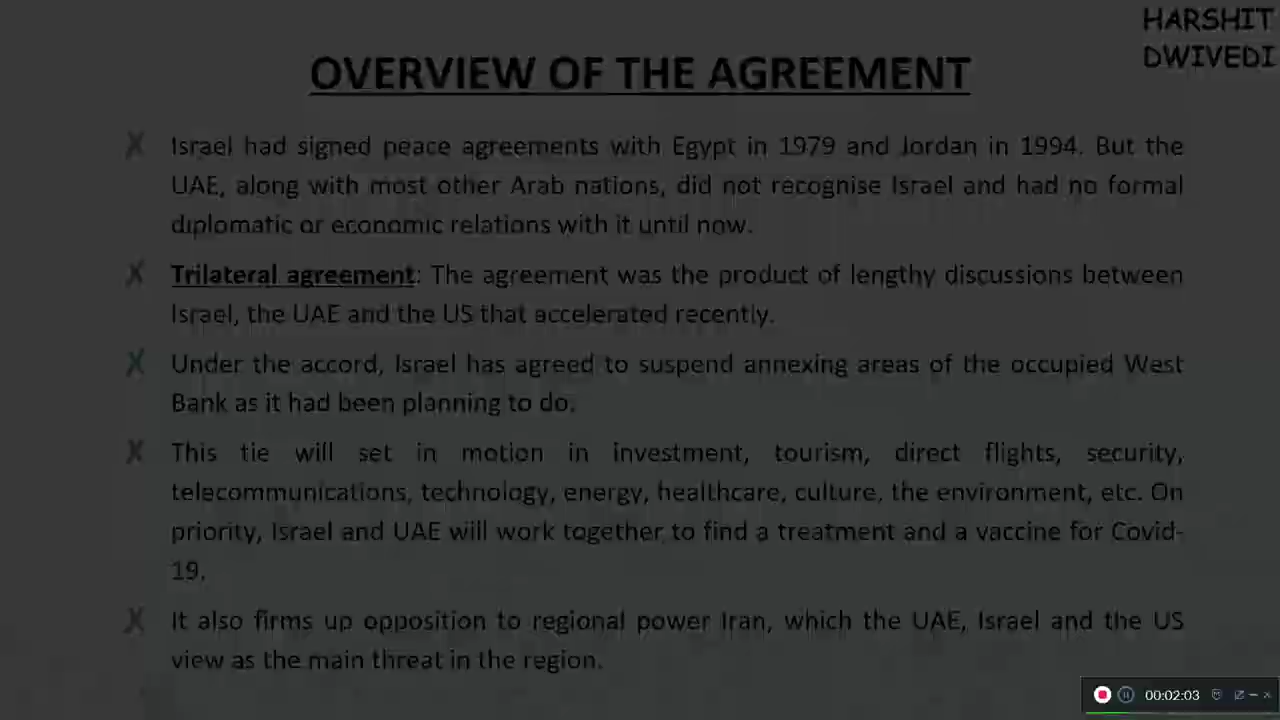 HARSHIT
DWIVEDI
OVERVIEW OF THE AGREEMENT
X Israel had signed peace agreements with Egypt in 1979 and Jordan in 1994. But the
UAE, along with most other Arab nations, did not recognise Israel and had no formal
diplomatic or economic relations with it until now.
X Trilateral agreement: The agreement was the product of lengthy discussions between
Israel, the UAE and the US that accelerated recently.
X Under the accord, Israel has agreed to suspend annexing areas of the occupied West
Bank as it had been planning to do.
X This tie will set in motion in investment, tourism, direct flights, security,
telecommunications, technology, energy, healthcare, culture, the environment, etc. On
priority, Israel and UAE will work together to find a treatment and a vaccine for Covid-
19.
X It also firms up opposition to regional power Iran, which the UAE, Israel and the US
view as the main threat in the region.
00:02:03